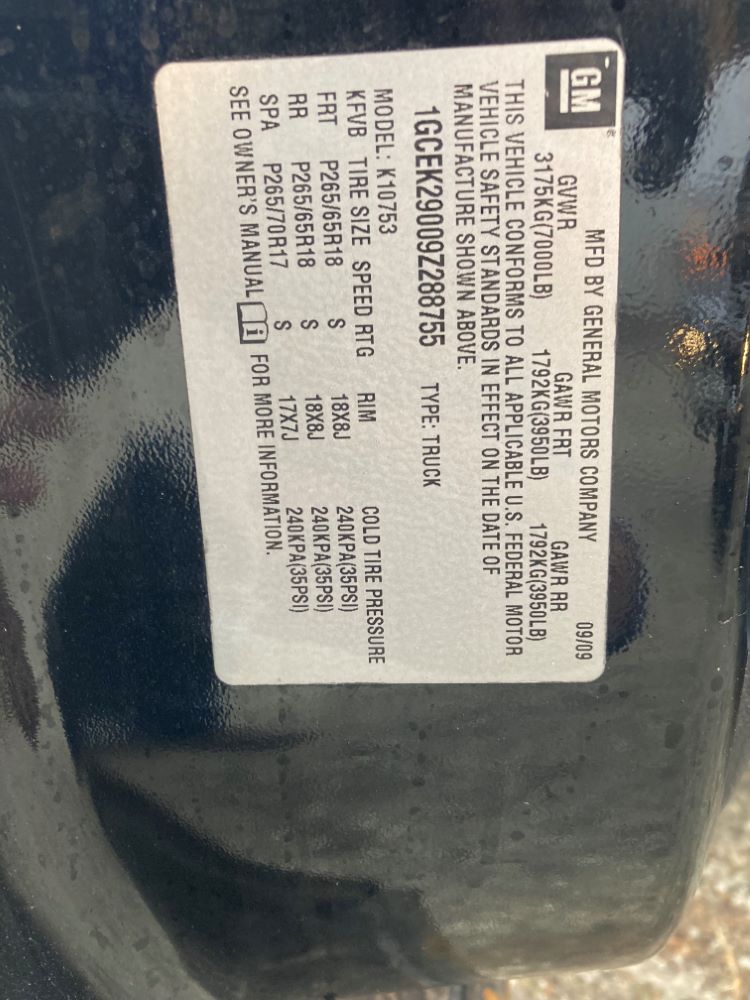 GM
MFD BY GENERAL MOTORS COMPANY 09/09
GVWR GAWR FRT GAWR RR
3175KG(7000LB) 1792KG(3950LB) 1792KG(3950LB)
THIS VEHICLE CONFORMS TO ALL APPLICABLE U.S. FEDERAL MOTOR
VEHICLE SAFETY STANDARDS IN EFFECT ON THE DATE OF
MANUFACTURE SHOWN ABOVE.
1GCEK29009Z288755 TYPE: TRUCK
MODEL: K10753
KFVB TIRE SIZE SPEED RTG RIM COLD TIRE PRESSURE
FRT P265/65R18 S 18X8J 240KPA(35PSI)
RR P265/65R18 S 18X8J 240KPA(35PSI)
SPA P265/70R17 S 17X7J 240KPA(35PSI)
SEE OWNER'S MANUAL i FOR MORE INFORMATION.